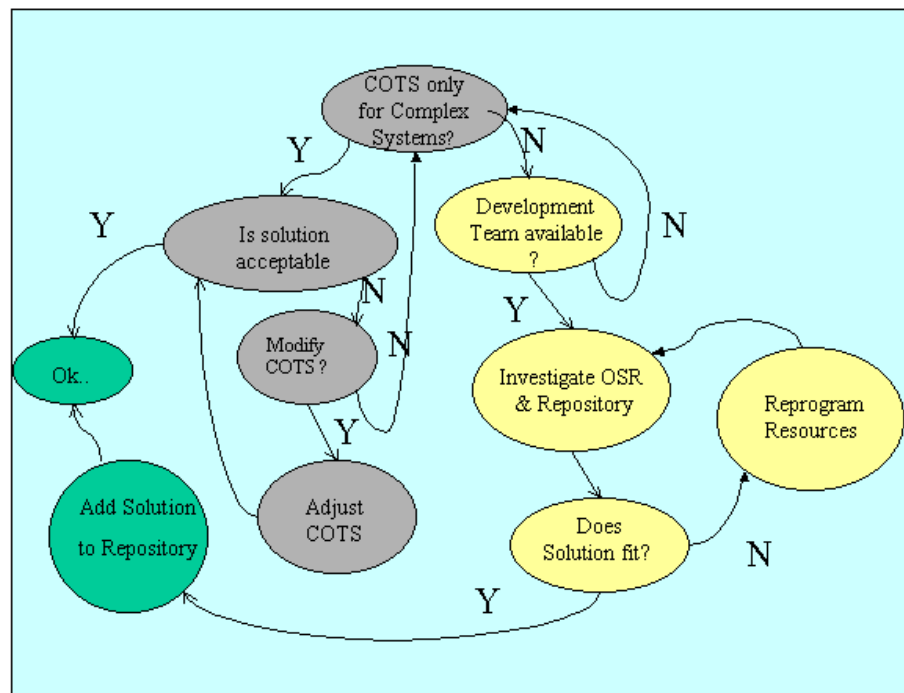 COTS only
for Complex
Systems?
Y
N
Development
Team available
?
N
Y
Is solution
acceptable
Y
N
Modify
COTS ?
N
Y
Ok..
Investigate OSR
& Repository
Reprogram
Resources
Add Solution
to Repository
Adjust
COTS
Does
Solution fit?
N
Y